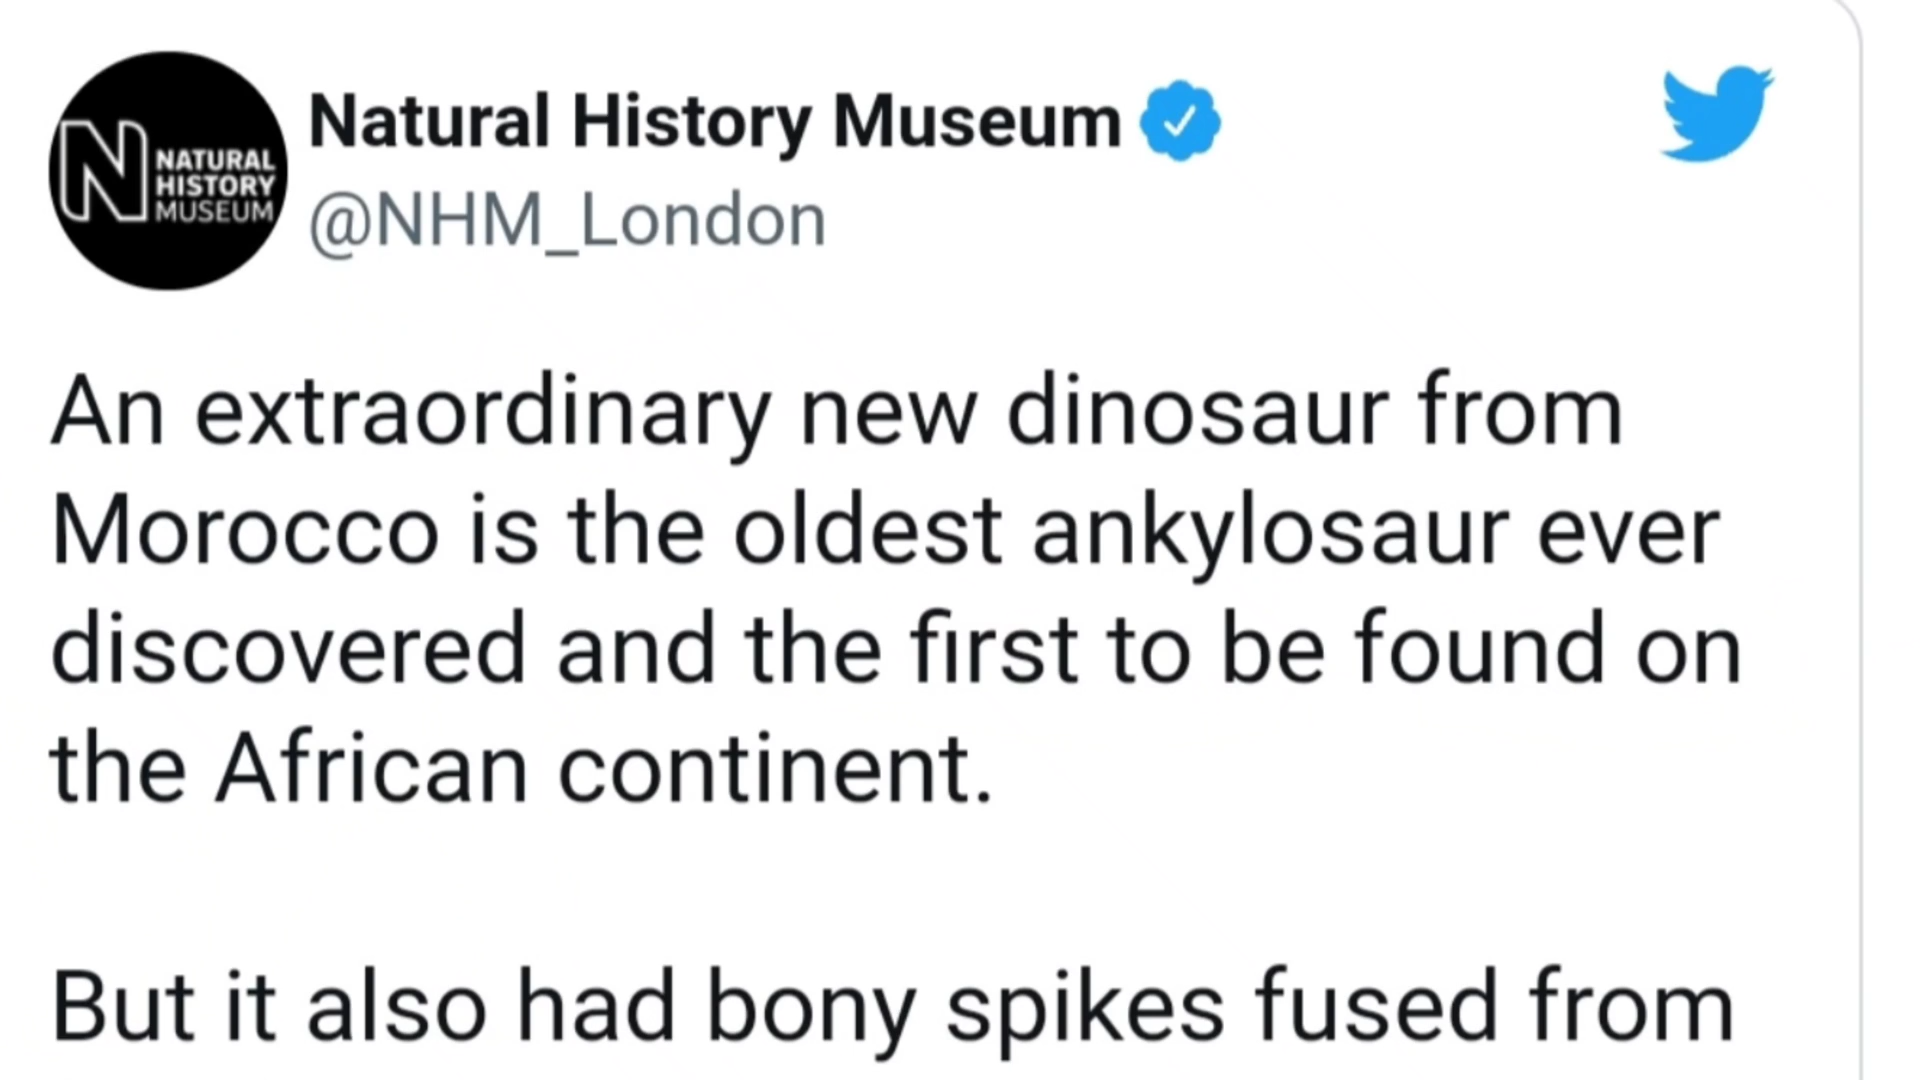 N NATURAL
HISTORY
MUSEUM
Natural History Museum
@NHM_London
An extraordinary new dinosaur from
Morocco is the oldest ankylosaur ever
discovered and the first to be found on
the African continent.
But it also had bony spikes fused from